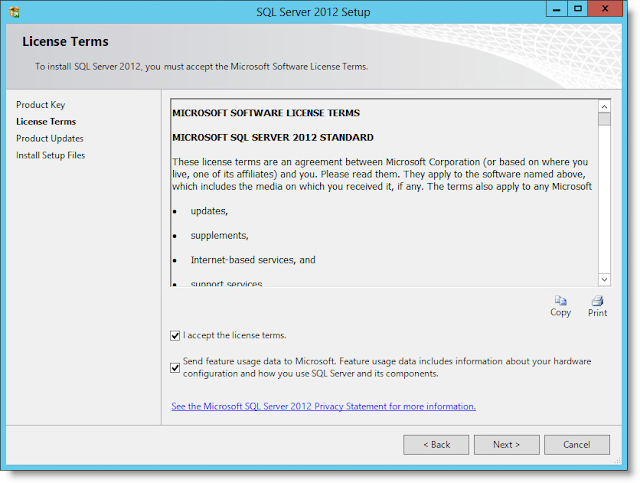 SQL Server 2012 Setup
License Terms
To install SQL Server 2012, you must accept the Microsoft Software License Terms.
Product Key
License Terms
Product Updates
Install Setup Files
MICROSOFT SOFTWARE LICENSE TERMS
MICROSOFT SQL SERVER 2012 STANDARD
These license terms are an agreement between Microsoft Corporation (or based on where you
live, one of its affiliates) and you. Please read them. They apply to the software named above,
which includes the media on which you received it, if any. The terms also apply to any Microsoft
• updates,
• supplements,
• Internet-based services, and
• support services
Copy
Print
I accept the license terms.
Send feature usage data to Microsoft. Feature usage data includes information about your hardware
configuration and how you use SQL Server and its components.
See the Microsoft SQL Server 2012 Privacy Statement for more information.
< Back
Next >
Cancel